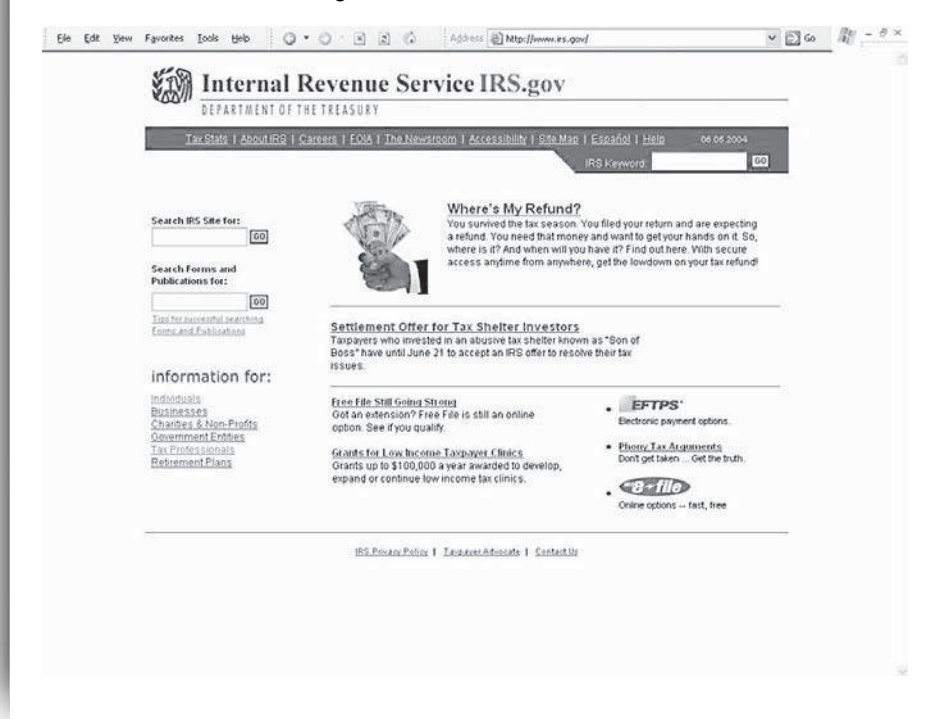 File Edit View Favorites Tools Help Address http://www.irs.gov/ Go
Internal Revenue Service IRS.gov
DEPARTMENT OF THE TREASURY
Tax Stats | About IRS | Careers | FOIA | The Newsroom | Accessibility | Site Map | Español | Help 06.05.2004
IRS Keyword: GO
Search IRS Site for:
GO
Search Forms and
Publications for:
GO
Tips for successful searching
Forms and Publications
information for:
Individuals
Businesses
Charities & Non-Profits
Government Entities
Tax Professionals
Retirement Plans
Where's My Refund?
You survived the tax season. You filed your return and are expecting
a refund. You need that money and want to get your hands on it. So,
where is it? And when will you have it? Find out here. With secure
access anytime from anywhere, get the lowdown on your tax refund!
Settlement Offer for Tax Shelter Investors
Taxpayers who invested in an abusive tax shelter known as "Son of
Boss" have until June 21 to accept an IRS offer to resolve their tax
issues.
Free File Still Going Strong
Got an extension? Free File is still an online
option. See if you qualify.
Grants for Low Income Taxpayer Clinics
Grants up to $100,000 a year awarded to develop,
expand or continue low income tax clinics.
• EFTPS
Electronic payment options.
• Phony Tax Arguments
Don't get taken ... Get the truth.
• e-file
Online options -- fast, free
IRS Privacy Policy | Taxpayer Advocate | Contact Us